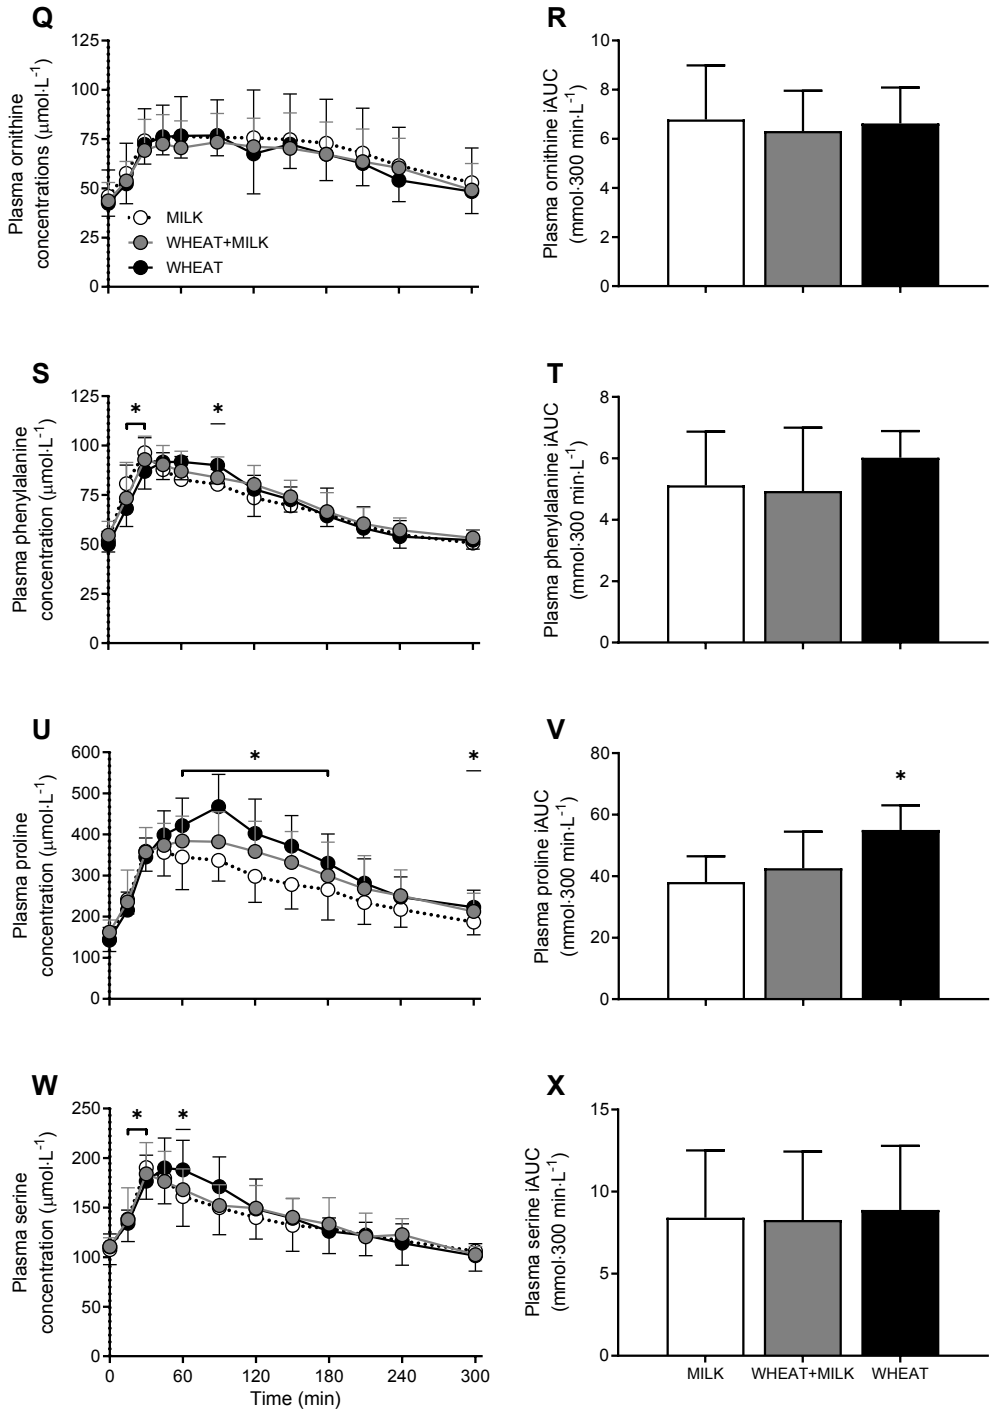 Q
Plasma ornithine
concentrations (µmol·L⁻¹)
125
100
75
50
25
0
MILK
WHEAT+MILK
WHEAT
R
Plasma ornithine iAUC
(mmol·300 min·L⁻¹)
10
8
6
4
2
0
S
Plasma phenylalanine
concentration (µmol·L⁻¹)
125
100
75
50
25
0
*
*
T
Plasma phenylalanine iAUC
(mmol·300 min·L⁻¹)
8
6
4
2
0
U
Plasma proline
concentration (µmol·L⁻¹)
600
500
400
300
200
100
0
*
*
V
Plasma proline iAUC
(mmol·300 min·L⁻¹)
80
60
40
20
0
*
W
Plasma serine
concentration (µmol·L⁻¹)
250
200
150
100
50
0
*
*
0 60 120 180 240 300
Time (min)
X
Plasma serine iAUC
(mmol·300 min·L⁻¹)
15
10
5
0
MILK WHEAT+MILK WHEAT